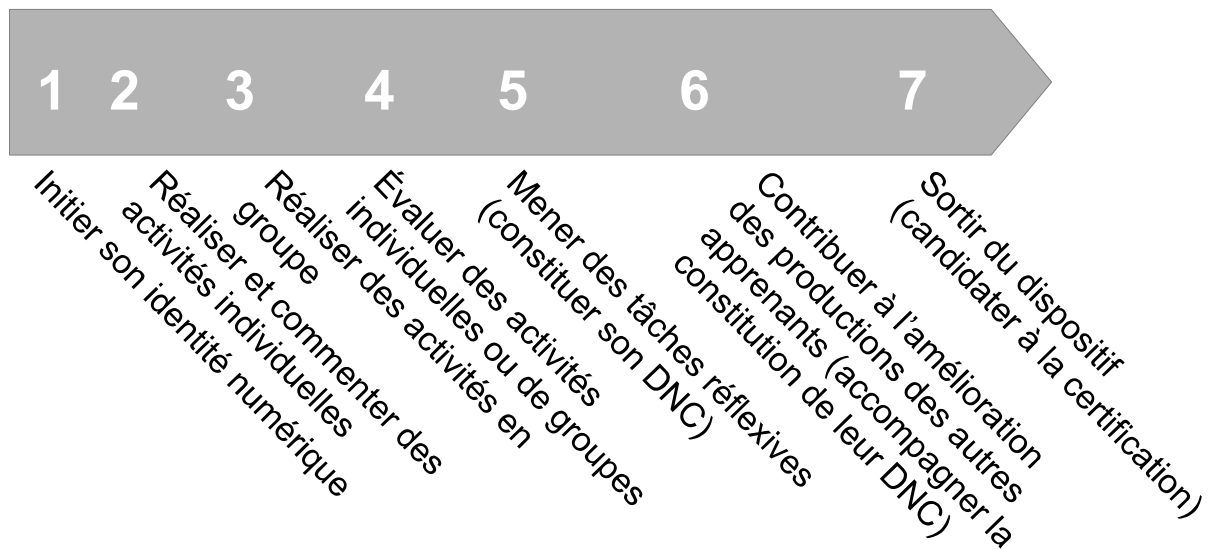 1 2 3 4 5 6 7
Initier son identité numérique
Réaliser et commenter des
activités individuelles
Réaliser des activités en
groupe
Évaluer des activités
individuelles ou de groupes
Mener des tâches réflexives
(constituer son DNC)
Contribuer à l'amélioration
des productions des autres
apprenants (accompagner la
constitution de leur DNC)
Sortir du dispositif
(candidater à la certification)